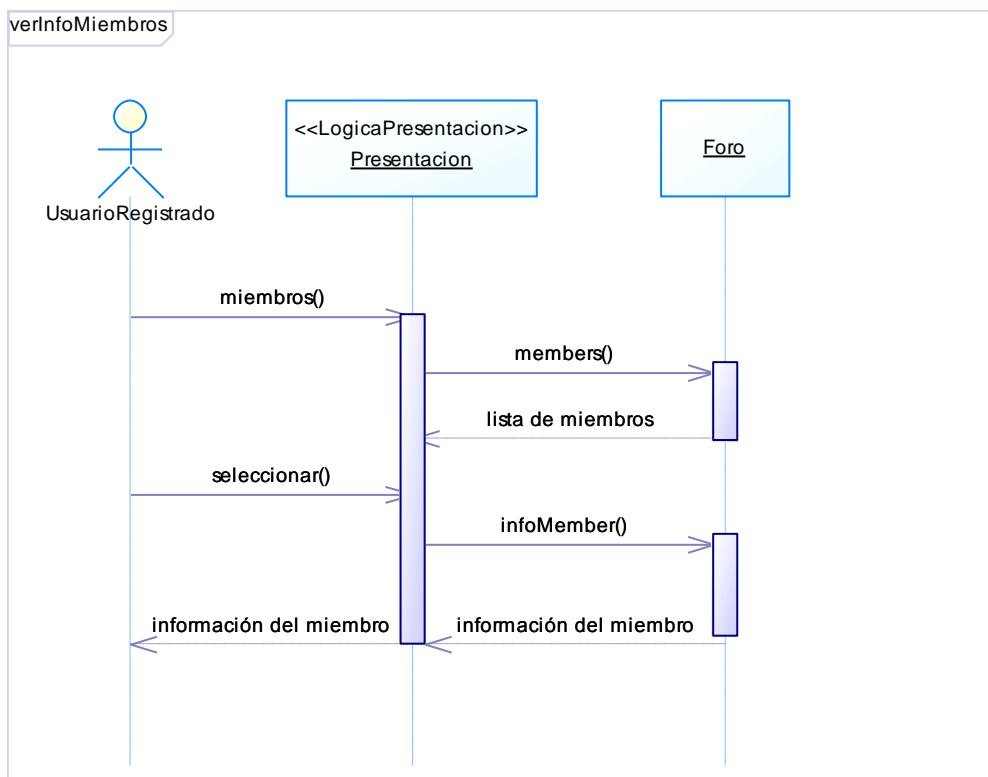 verInfoMiembros
<<LogicaPresentacion>>
Presentacion
Foro
UsuarioRegistrado
miembros()
members()
lista de miembros
seleccionar()
infoMember()
información del miembro
información del miembro